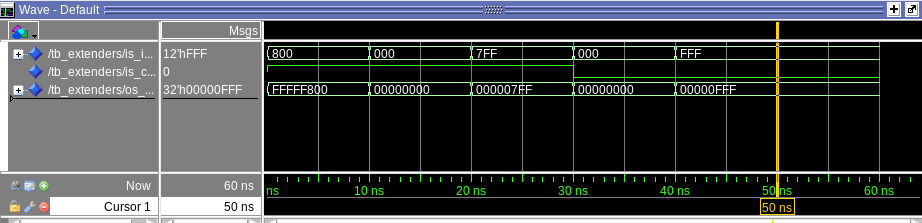 Wave - Default
Msgs
/tb_extenders/is_i... 12'hFFF 800 000 7FF 000 FFF
/tb_extenders/is_c... 0
/tb_extenders/os_... 32'h00000FFF FFFFF800 00000000 000007FF 00000000 00000FFF
Now 60 ns ns 10 ns 20 ns 30 ns 40 ns 50 ns 60 ns
Cursor 1 50 ns 50 ns